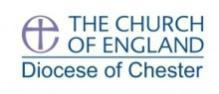 THE CHURCH
OF ENGLAND
Diocese of Chester